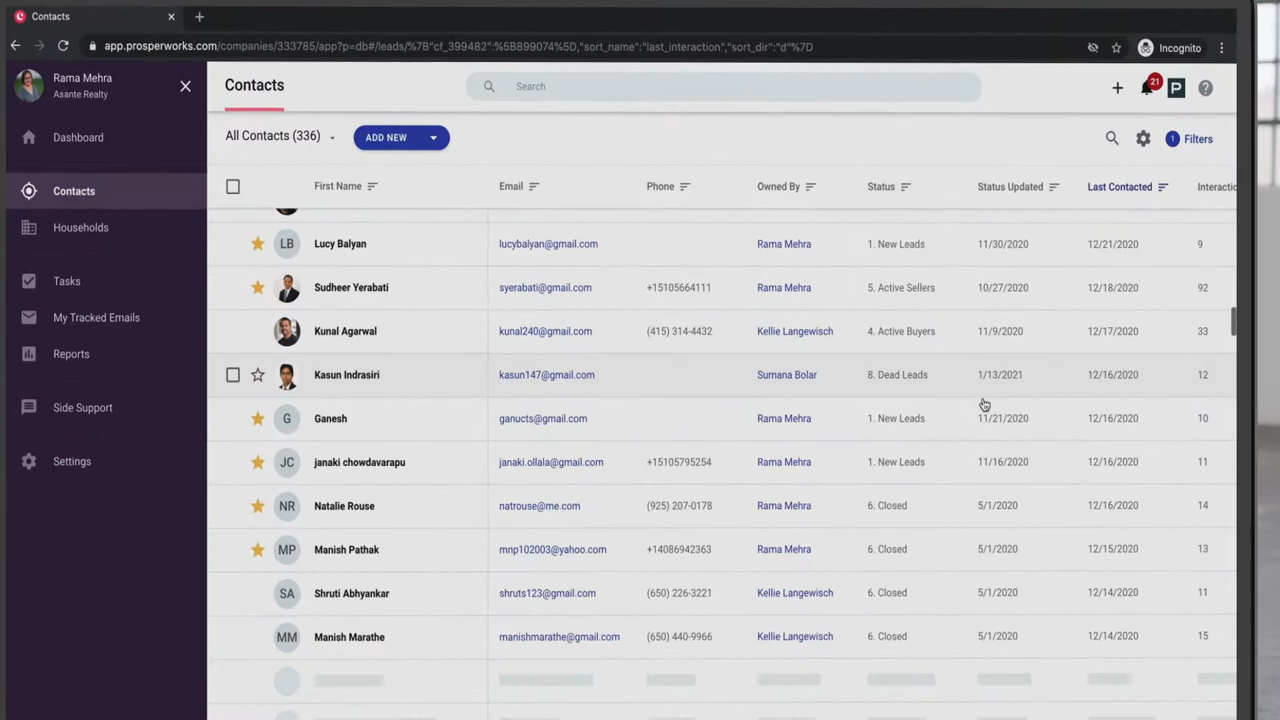 Contacts
app.prosperworks.com/companies/333785/app?p=db#/leads/%7B"cf_399482":%5B899074%5D,"sort_name":"last_interaction","sort_dir":"d"%7D
Incognito
Rama Mehra
Asante Realty
Contacts
Search
21
P
Dashboard
All Contacts (336)
ADD NEW
1
Filters
Contacts
First Name
Email
Phone
Owned By
Status
Status Updated
Last Contacted
Interactio
Households
LB Lucy Balyan lucybalyan@gmail.com Rama Mehra 1. New Leads 11/30/2020 12/21/2020 9
Tasks
Sudheer Yerabati syerabati@gmail.com +15105664111 Rama Mehra 5. Active Sellers 10/27/2020 12/18/2020 92
My Tracked Emails
Kunal Agarwal kunal240@gmail.com (415) 314-4432 Kellie Langewisch 4. Active Buyers 11/9/2020 12/17/2020 33
Reports
Kasun Indrasiri kasun147@gmail.com Sumana Bolar 8. Dead Leads 1/13/2021 12/16/2020 12
Side Support
G Ganesh ganucts@gmail.com Rama Mehra 1. New Leads 11/21/2020 12/16/2020 10
Settings
JC janaki chowdavarapu janaki.ollala@gmail.com +15105795254 Rama Mehra 1. New Leads 11/16/2020 12/16/2020 11
NR Natalie Rouse natrouse@me.com (925) 207-0178 Rama Mehra 6. Closed 5/1/2020 12/16/2020 14
MP Manish Pathak mnp102003@yahoo.com +14086942363 Rama Mehra 6. Closed 5/1/2020 12/15/2020 13
SA Shruti Abhyankar shruts123@gmail.com (650) 226-3221 Kellie Langewisch 6. Closed 5/1/2020 12/14/2020 11
MM Manish Marathe manishmarathe@gmail.com (650) 440-9966 Kellie Langewisch 6. Closed 5/1/2020 12/14/2020 15